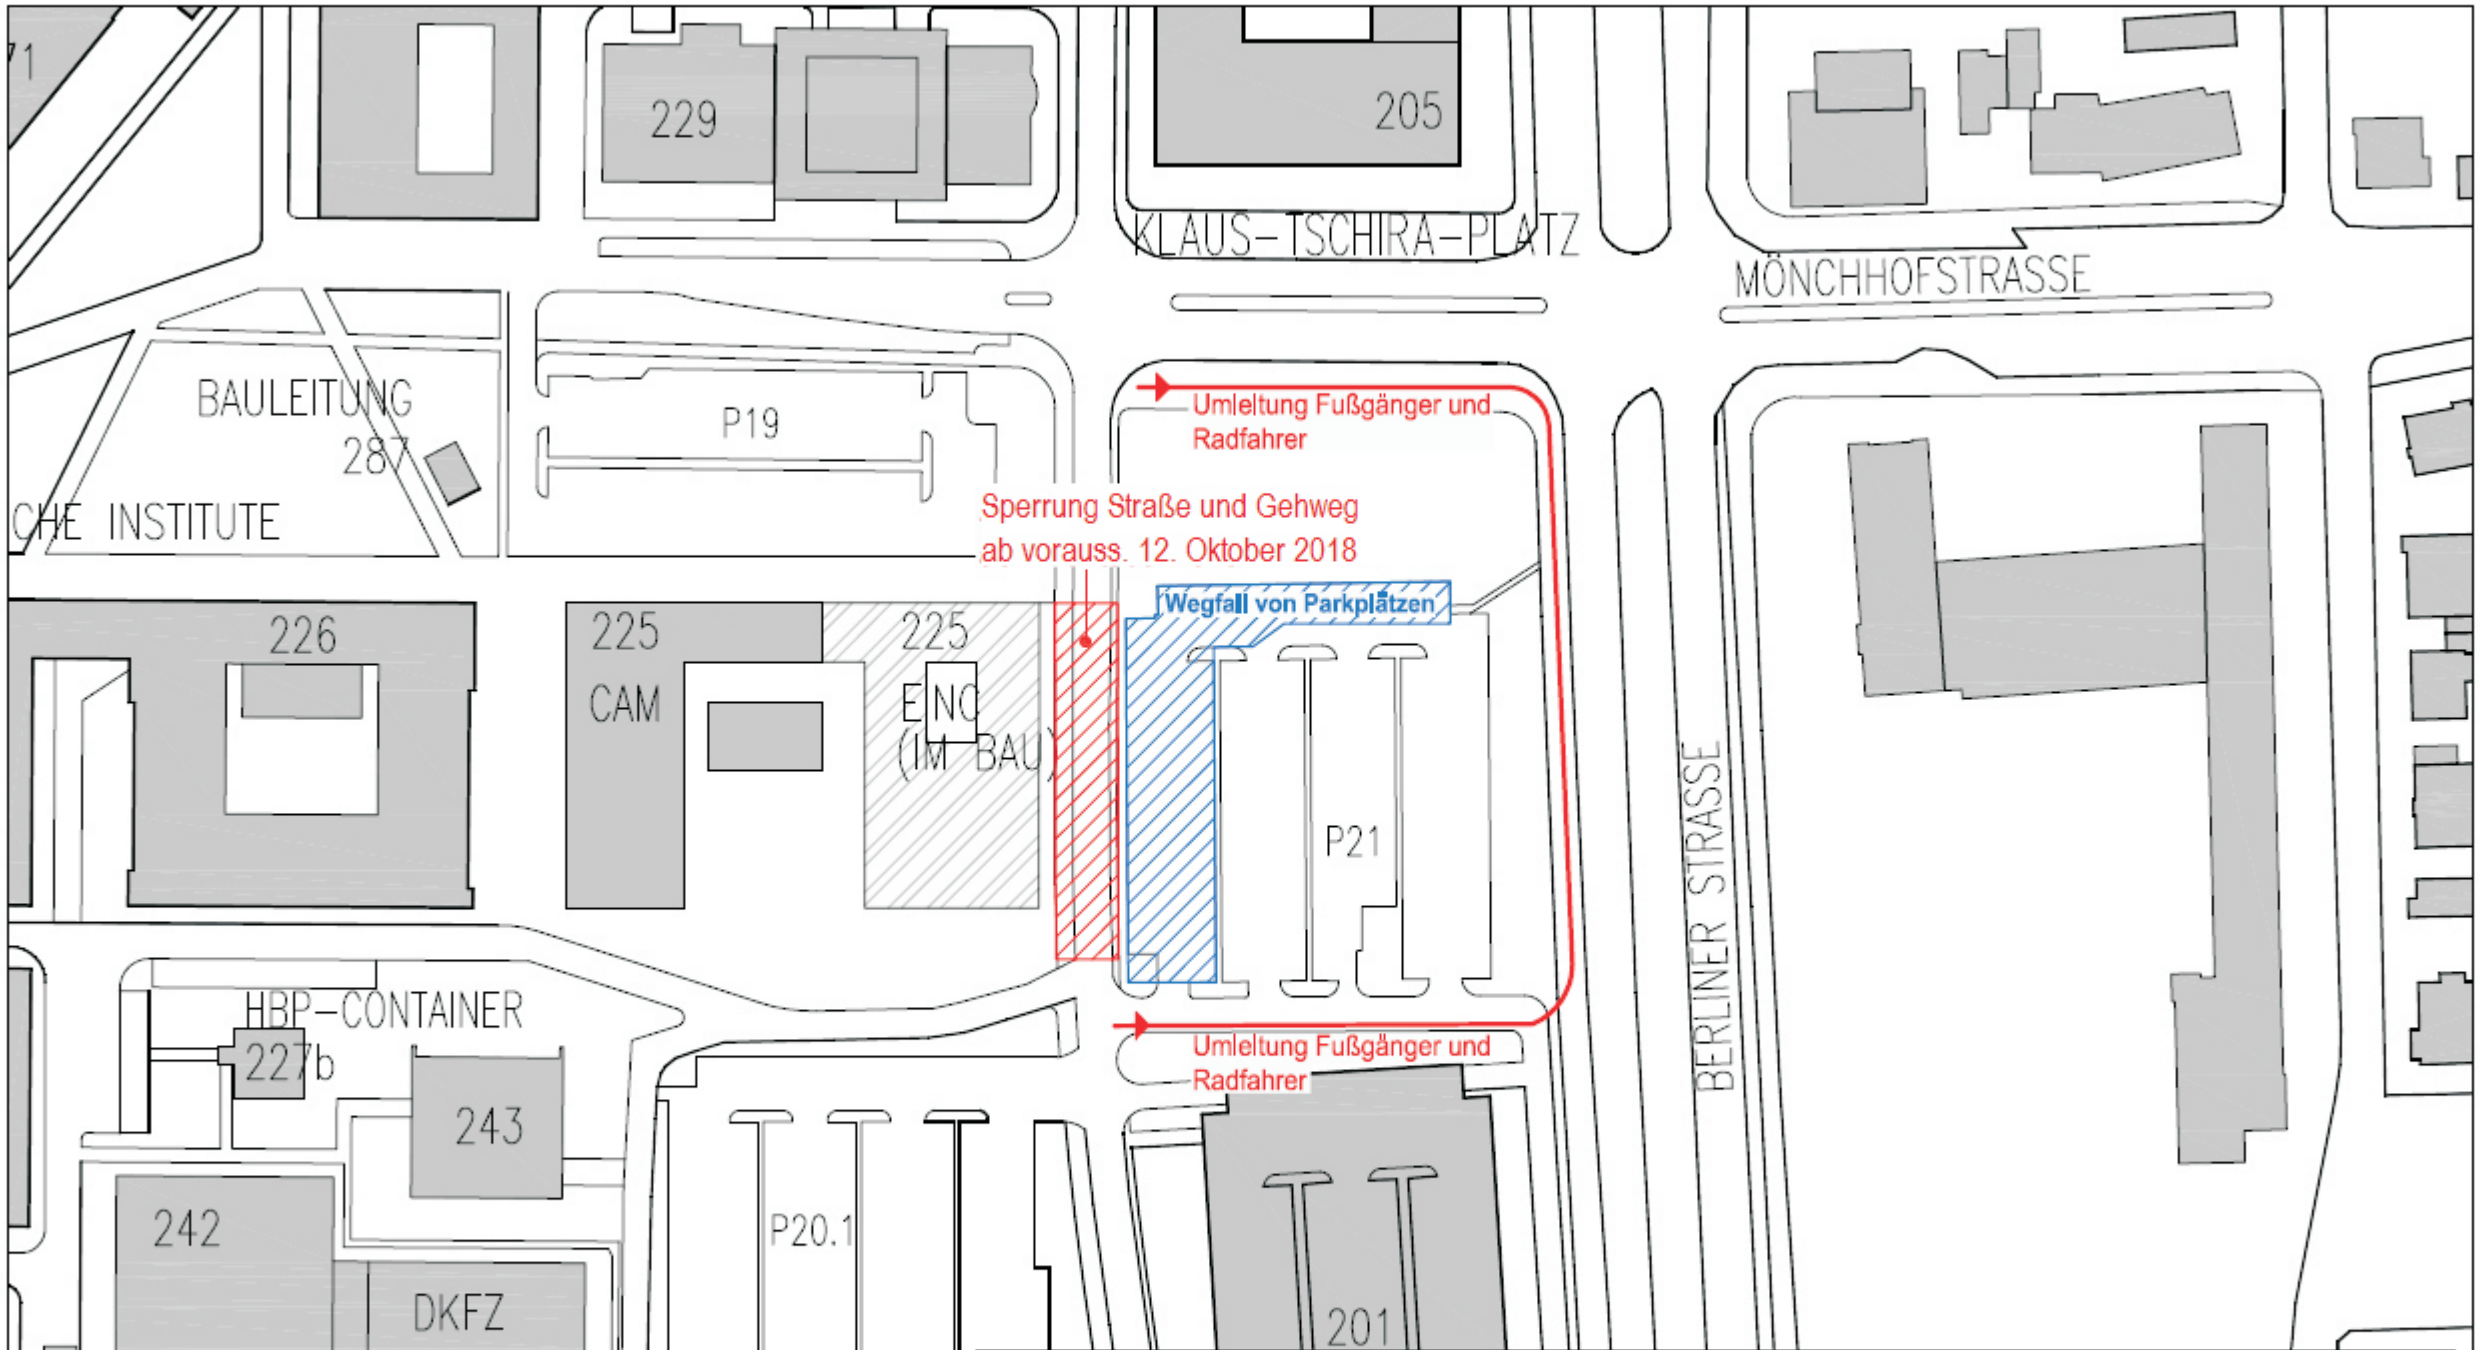 71
229
205
KLAUS-TSCHIRA-PLATZ
MÖNCHHOFSTRASSE
BAULEITUNG
287
P19
Umleitung Fußgänger und
Radfahrer
CHE INSTITUTE
Sperrung Straße und Gehweg
ab vorauss. 12. Oktober 2018
Wegfall von Parkplätzen
226
225
CAM
225
EINC
(IM BAU)
P21
BERLINER STRASSE
HBP-CONTAINER
227b
243
Umleitung Fußgänger und
Radfahrer
242
P20.1
DKFZ
201